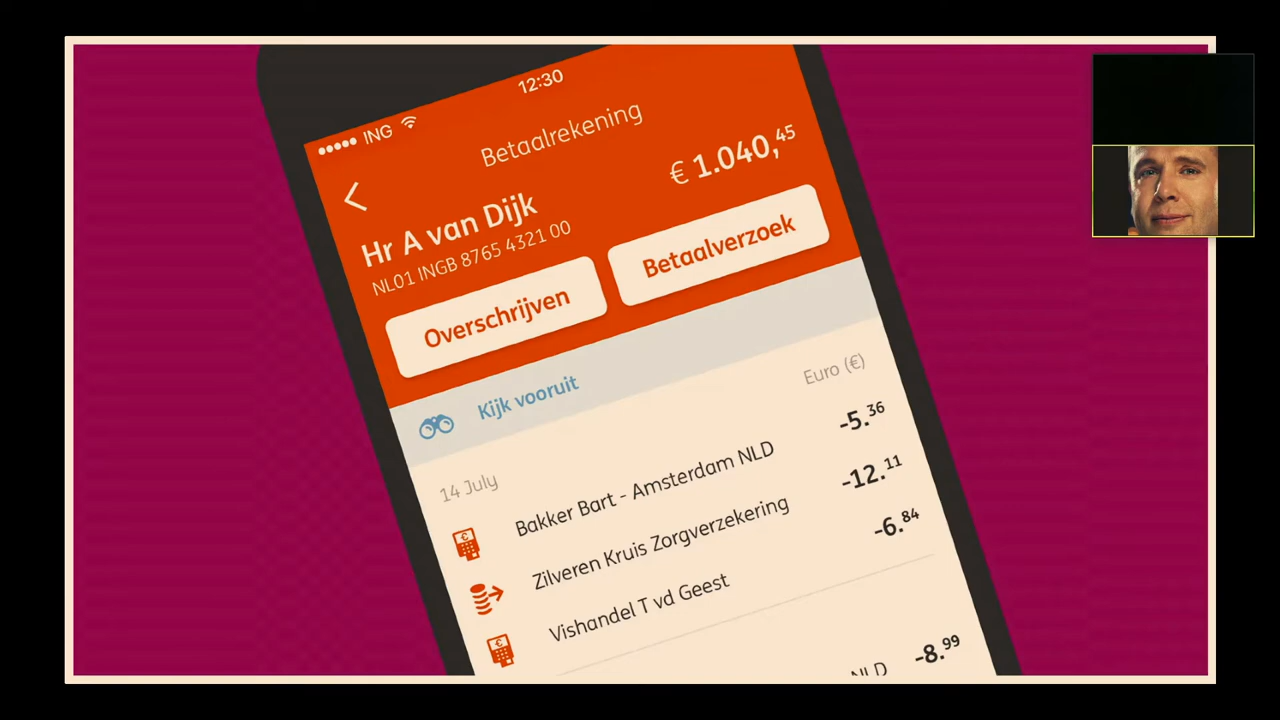 12:30
ING
Betaalrekening
€ 1.040,45
Hr A van Dijk
NL01 INGB 8765 4321 00
Overschrijven
Betaalverzoek
Kijk vooruit
Euro (€)
14 July
Bakker Bart - Amsterdam NLD -5.36
Zilveren Kruis Zorgverzekering -12.11
Vishandel T vd Geest -6.84
NLD -8.99